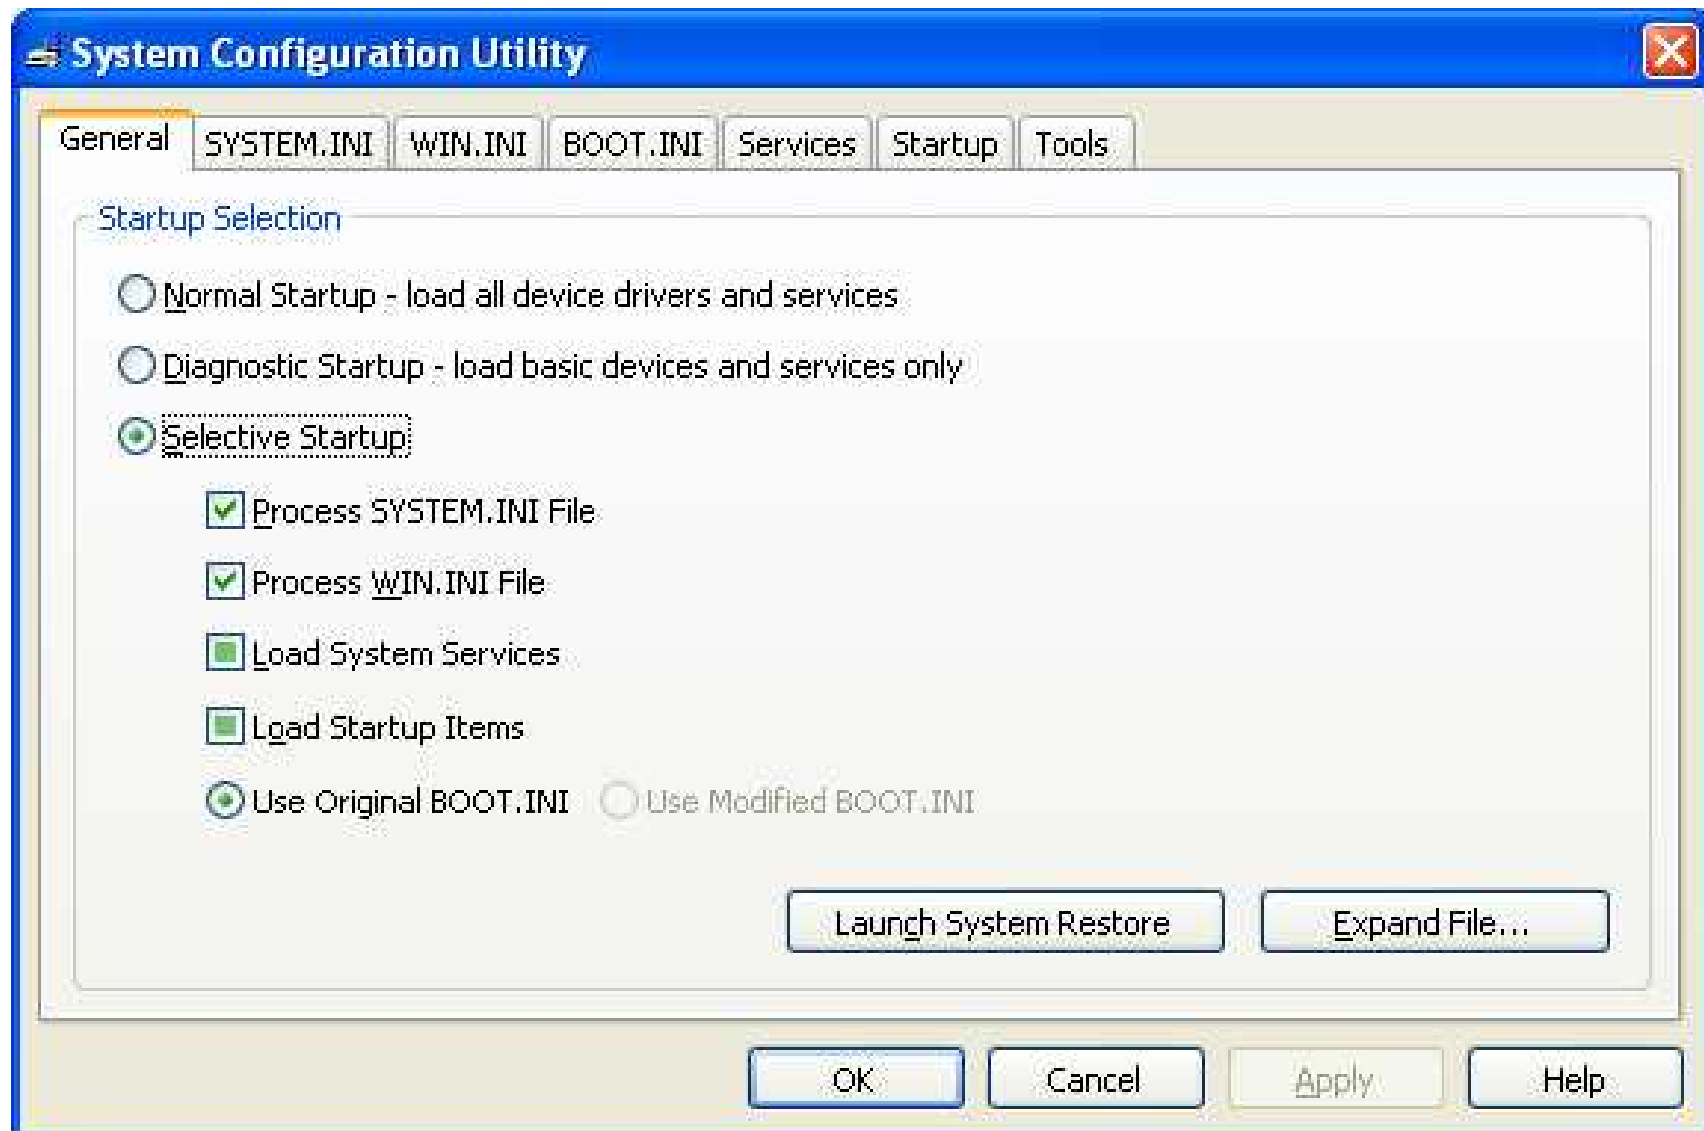 System Configuration Utility
General SYSTEM.INI WIN.INI BOOT.INI Services Startup Tools
Startup Selection
Normal Startup - load all device drivers and services
Diagnostic Startup - load basic devices and services only
Selective Startup
Process SYSTEM.INI File
Process WIN.INI File
Load System Services
Load Startup Items
Use Original BOOT.INI Use Modified BOOT.INI
Launch System Restore Expand File...
OK Cancel Apply Help